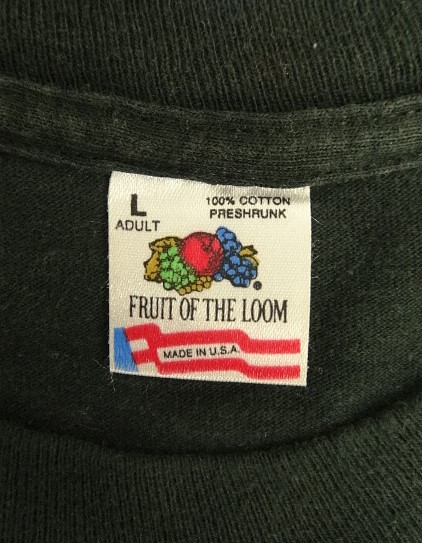 L
ADULT
100% COTTON
PRESHRUNK
FRUIT OF THE LOOM
®
MADE IN U.S.A.